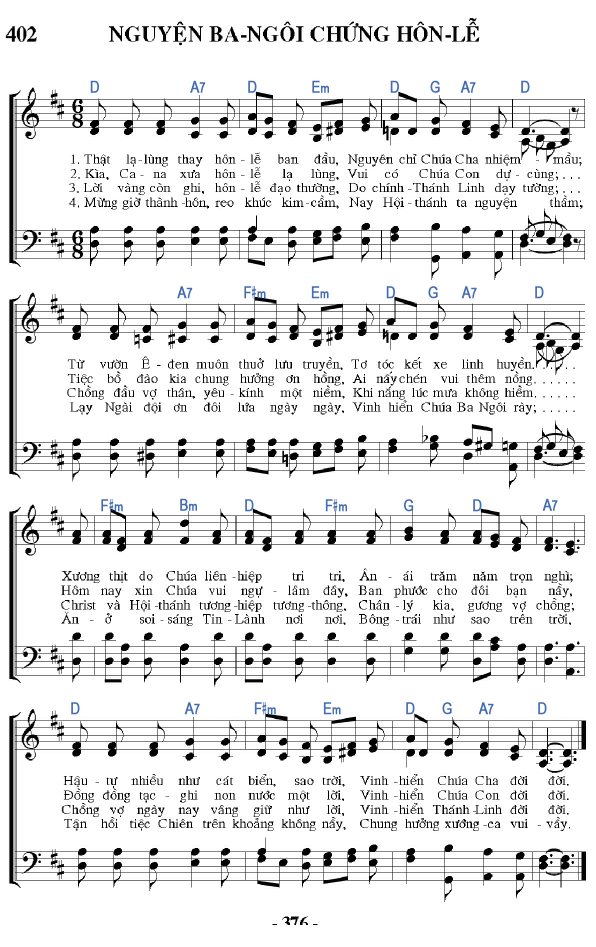 402 NGUYỆN BA-NGÔI CHỨNG HÔN-LỄ
D A7 D Em D G A7 D
1. Thật lạ-lùng thay hôn-lễ ban đầu, Nguyên chỉ Chúa Cha nhiệm - mầu;
2. Kìa, Ca-na xưa hôn-lễ lạ lùng, Vui có Chúa Con dự-cùng; . . .
3. Lời vàng còn ghi, hôn-lễ đạo thường, Do chính-Thánh Linh dạy tường; . . .
4. Mừng giờ thành-hôn, reo khúc kim-cầm, Nay Hội-thánh ta nguyện thầm;
A7 F#m Em D G A7 D
Từ vườn Ê-đen muôn thuở lưu truyền, Tơ tóc kết xe linh huyền. . . . . .
Tiệc bồ đào kia chung hưởng ơn hồng, Ai nấy chén vui thêm nồng. . . . . .
Chồng đầu vợ thân, yêu-kính một niềm, Khi nắng lúc mưa không hiềm. . . . .
Lạy Ngài đội ơn đôi lứa ngày ngày, Vinh hiển Chúa Ba Ngôi rày; . . . . .
F#m Bm D F#m G D A7
Xương thịt do Chúa liên-hiệp tri tri, Ân-ái trăm năm trọn nghì;
Hôm nay xin Chúa vui ngự-lâm đây, Ban phước cho đôi bạn nầy,
Christ và Hội-thánh tương-hiệp tương-thông, Chân-lý kia, gương vợ chồng;
Ăn-ở soi-sáng Tin-Lành nơi nơi, Bông-trái như sao trên trời,
D A7 F#m Em D G A7 D
Hậu-tự nhiều như cát biển, sao trời, Vinh-hiển Chúa Cha đời đời.
Đồng đồng tạc-ghi non nước một lời, Vinh-hiển Chúa Con đời đời.
Chồng vợ ngày nay vâng giữ như lời, Vinh-hiển Thánh-Linh đời đời.
Tận hồi tiệc Chiên trên khoảng không nầy, Chung hưởng xướng-ca vui-vầy.
- 376 -